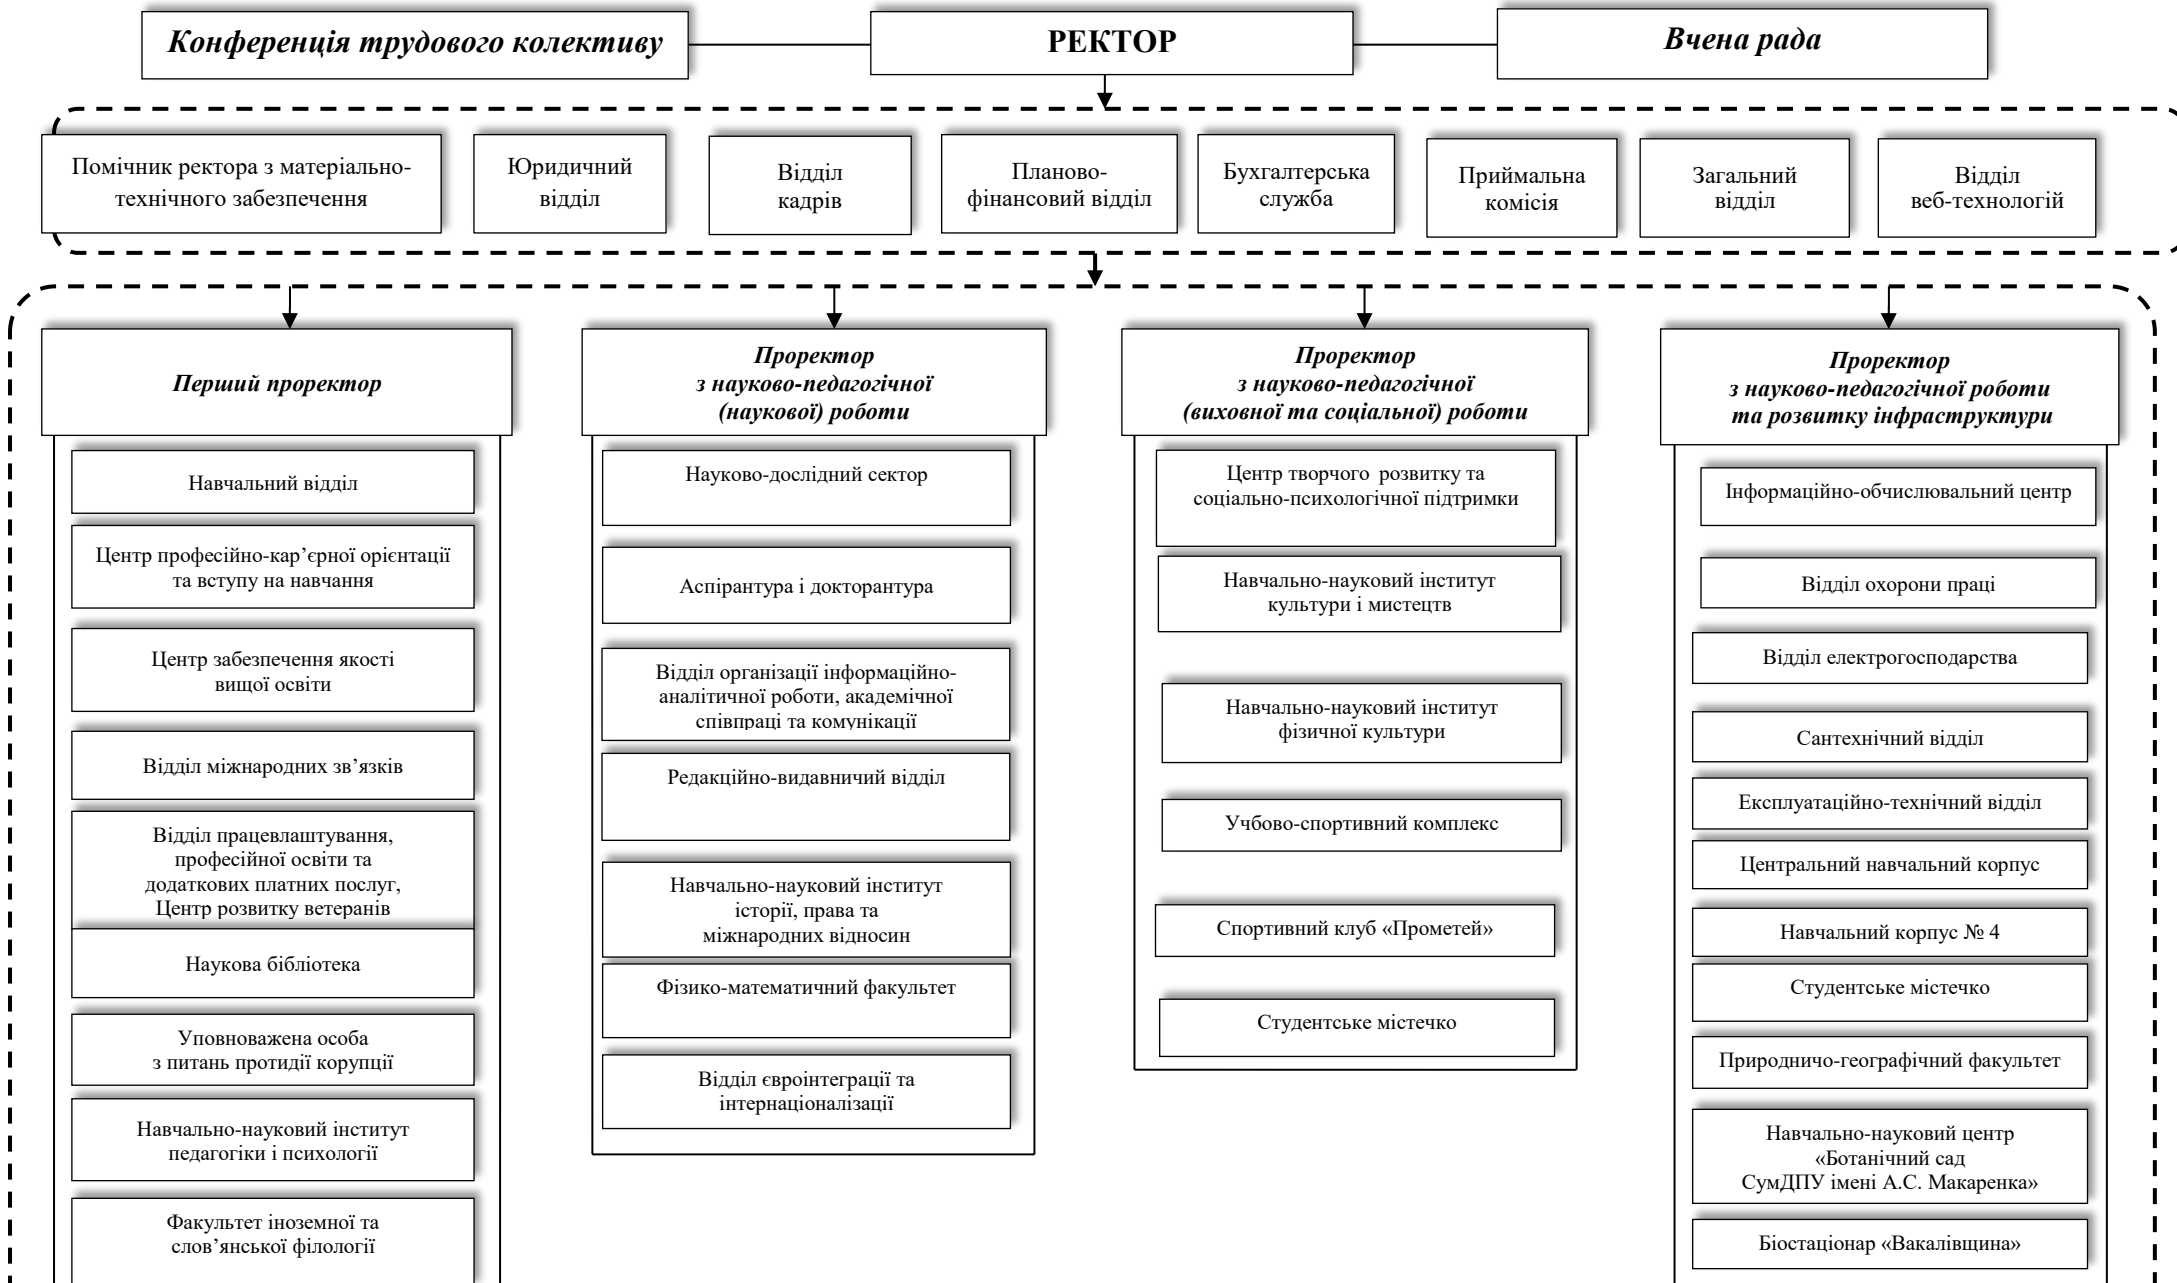 Конференція трудового колективу
РЕКТОР
Вчена рада
Помічник ректора з матеріально-
технічного забезпечення
Юридичний
відділ
Відділ
кадрів
Планово-
фінансовий відділ
Бухгалтерська
служба
Приймальна
комісія
Загальний
відділ
Відділ
веб-технологій
Перший проректор
Навчальний відділ
Центр професійно-кар’єрної орієнтації
та вступу на навчання
Центр забезпечення якості
вищої освіти
Відділ міжнародних зв’язків
Відділ працевлаштування,
професійної освіти та
додаткових платних послуг,
Центр розвитку ветеранів
Наукова бібліотека
Уповноважена особа
з питань протидії корупції
Навчально-науковий інститут
педагогіки і психології
Факультет іноземної та
слов’янської філології
Проректор
з науково-педагогічної
(наукової) роботи
Науково-дослідний сектор
Аспірантура і докторантура
Відділ організації інформаційно-
аналітичної роботи, академічної
співпраці та комунікації
Редакційно-видавничий відділ
Навчально-науковий інститут
історії, права та
міжнародних відносин
Фізико-математичний факультет
Відділ євроінтеграції та
інтернаціоналізації
Проректор
з науково-педагогічної
(виховної та соціальної) роботи
Центр творчого розвитку та
соціально-психологічної підтримки
Навчально-науковий інститут
культури і мистецтв
Навчально-науковий інститут
фізичної культури
Учбово-спортивний комплекс
Спортивний клуб «Прометей»
Студентське містечко
Проректор
з науково-педагогічної роботи
та розвитку інфраструктури
Інформаційно-обчислювальний центр
Відділ охорони праці
Відділ електрогосподарства
Сантехнічний відділ
Експлуатаційно-технічний відділ
Центральний навчальний корпус
Навчальний корпус № 4
Студентське містечко
Природничо-географічний факультет
Навчально-науковий центр
«Ботанічний сад
СумДПУ імені А.С. Макаренка»
Біостаціонар «Вакалівщина»